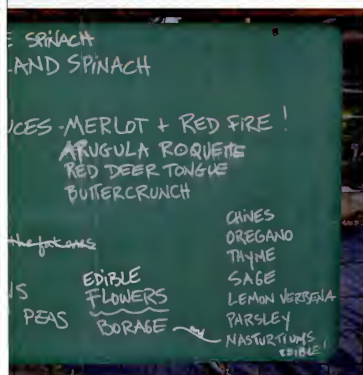 E SPINACH
-AND SPINACH
UCES - MERLOT + RED FIRE !
ARUGULA ROQUETTE
RED DEER TONGUE
BUTTERCRUNCH
CHIVES
OREGANO
THYME
SAGE
LEMON VERBENA
PARSLEY
NASTURTIUMS
EDIBLE!
NS
PEAS
EDIBLE
FLOWERS
BORAGE